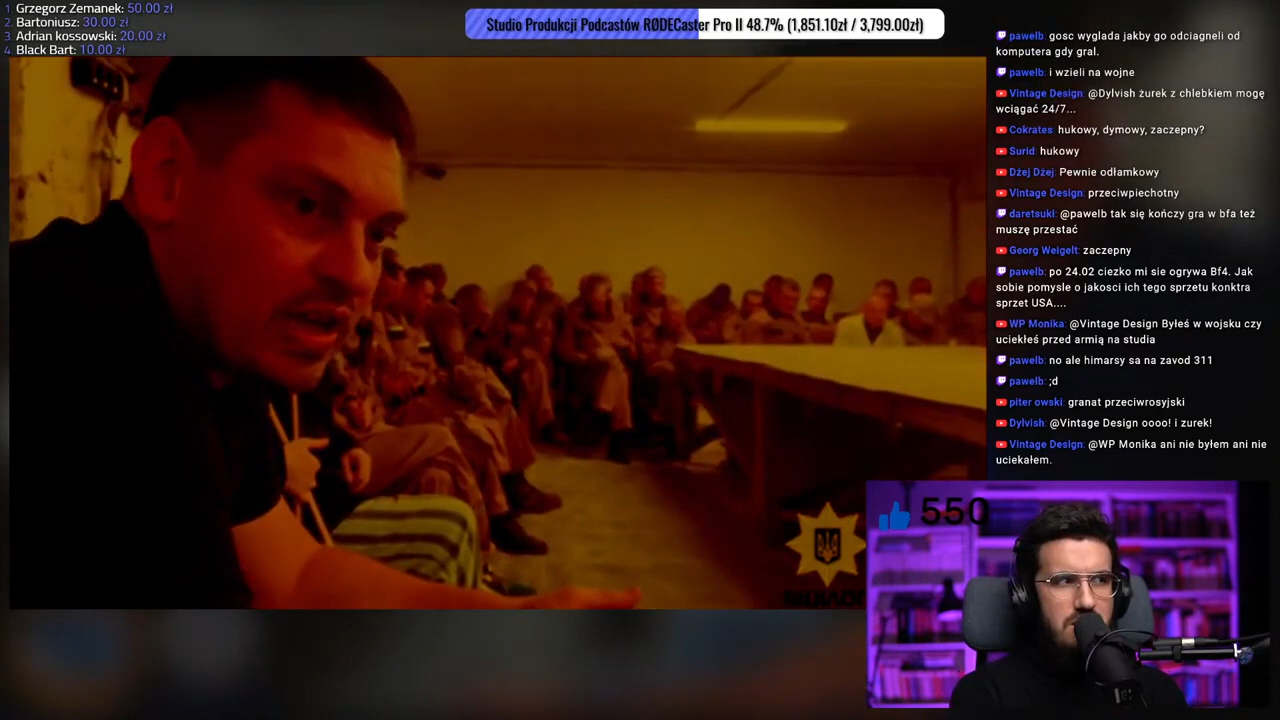 1. Grzegorz Zemanek: 50.00 zł
2. Bartoniusz: 30.00 zł
3. Adrian kossowski: 20.00 zł
4. Black Bart: 10.00 zł
Studio Produkcji Podcastów RØDECaster Pro II 48.7% (1,851.10zł / 3,799.00zł)
pawelb: gosc wyglada jakby go odciagneli od
komputera gdy gral.
pawelb: i wzieli na wojne
Vintage Design: @Dylvish żurek z chlebkiem mogę
wciągać 24/7...
Cokrates: hukowy, dymowy, zaczepny?
Surid: hukowy
Dżej Dżej: Pewnie odłamkowy
Vintage Design: przeciwpiechotny
daretsuki: @pawelb tak się kończy gra w bfa też
muszę przestać
Georg Weigelt: zaczepny
pawelb: po 24.02 ciezko mi sie ogrywa Bf4. Jak
sobie pomysle o jakosci ich tego sprzetu konktra
sprzet USA....
WP Monika: @Vintage Design Byłeś w wojsku czy
uciekłeś przed armią na studia
pawelb: no ale himarsy sa na zavod 311
pawelb: ;d
piter owski: granat przeciwrosyjski
Dylvish: @Vintage Design oooo! i zurek!
Vintage Design: @WP Monika ani nie byłem ani nie
uciekałem.
550